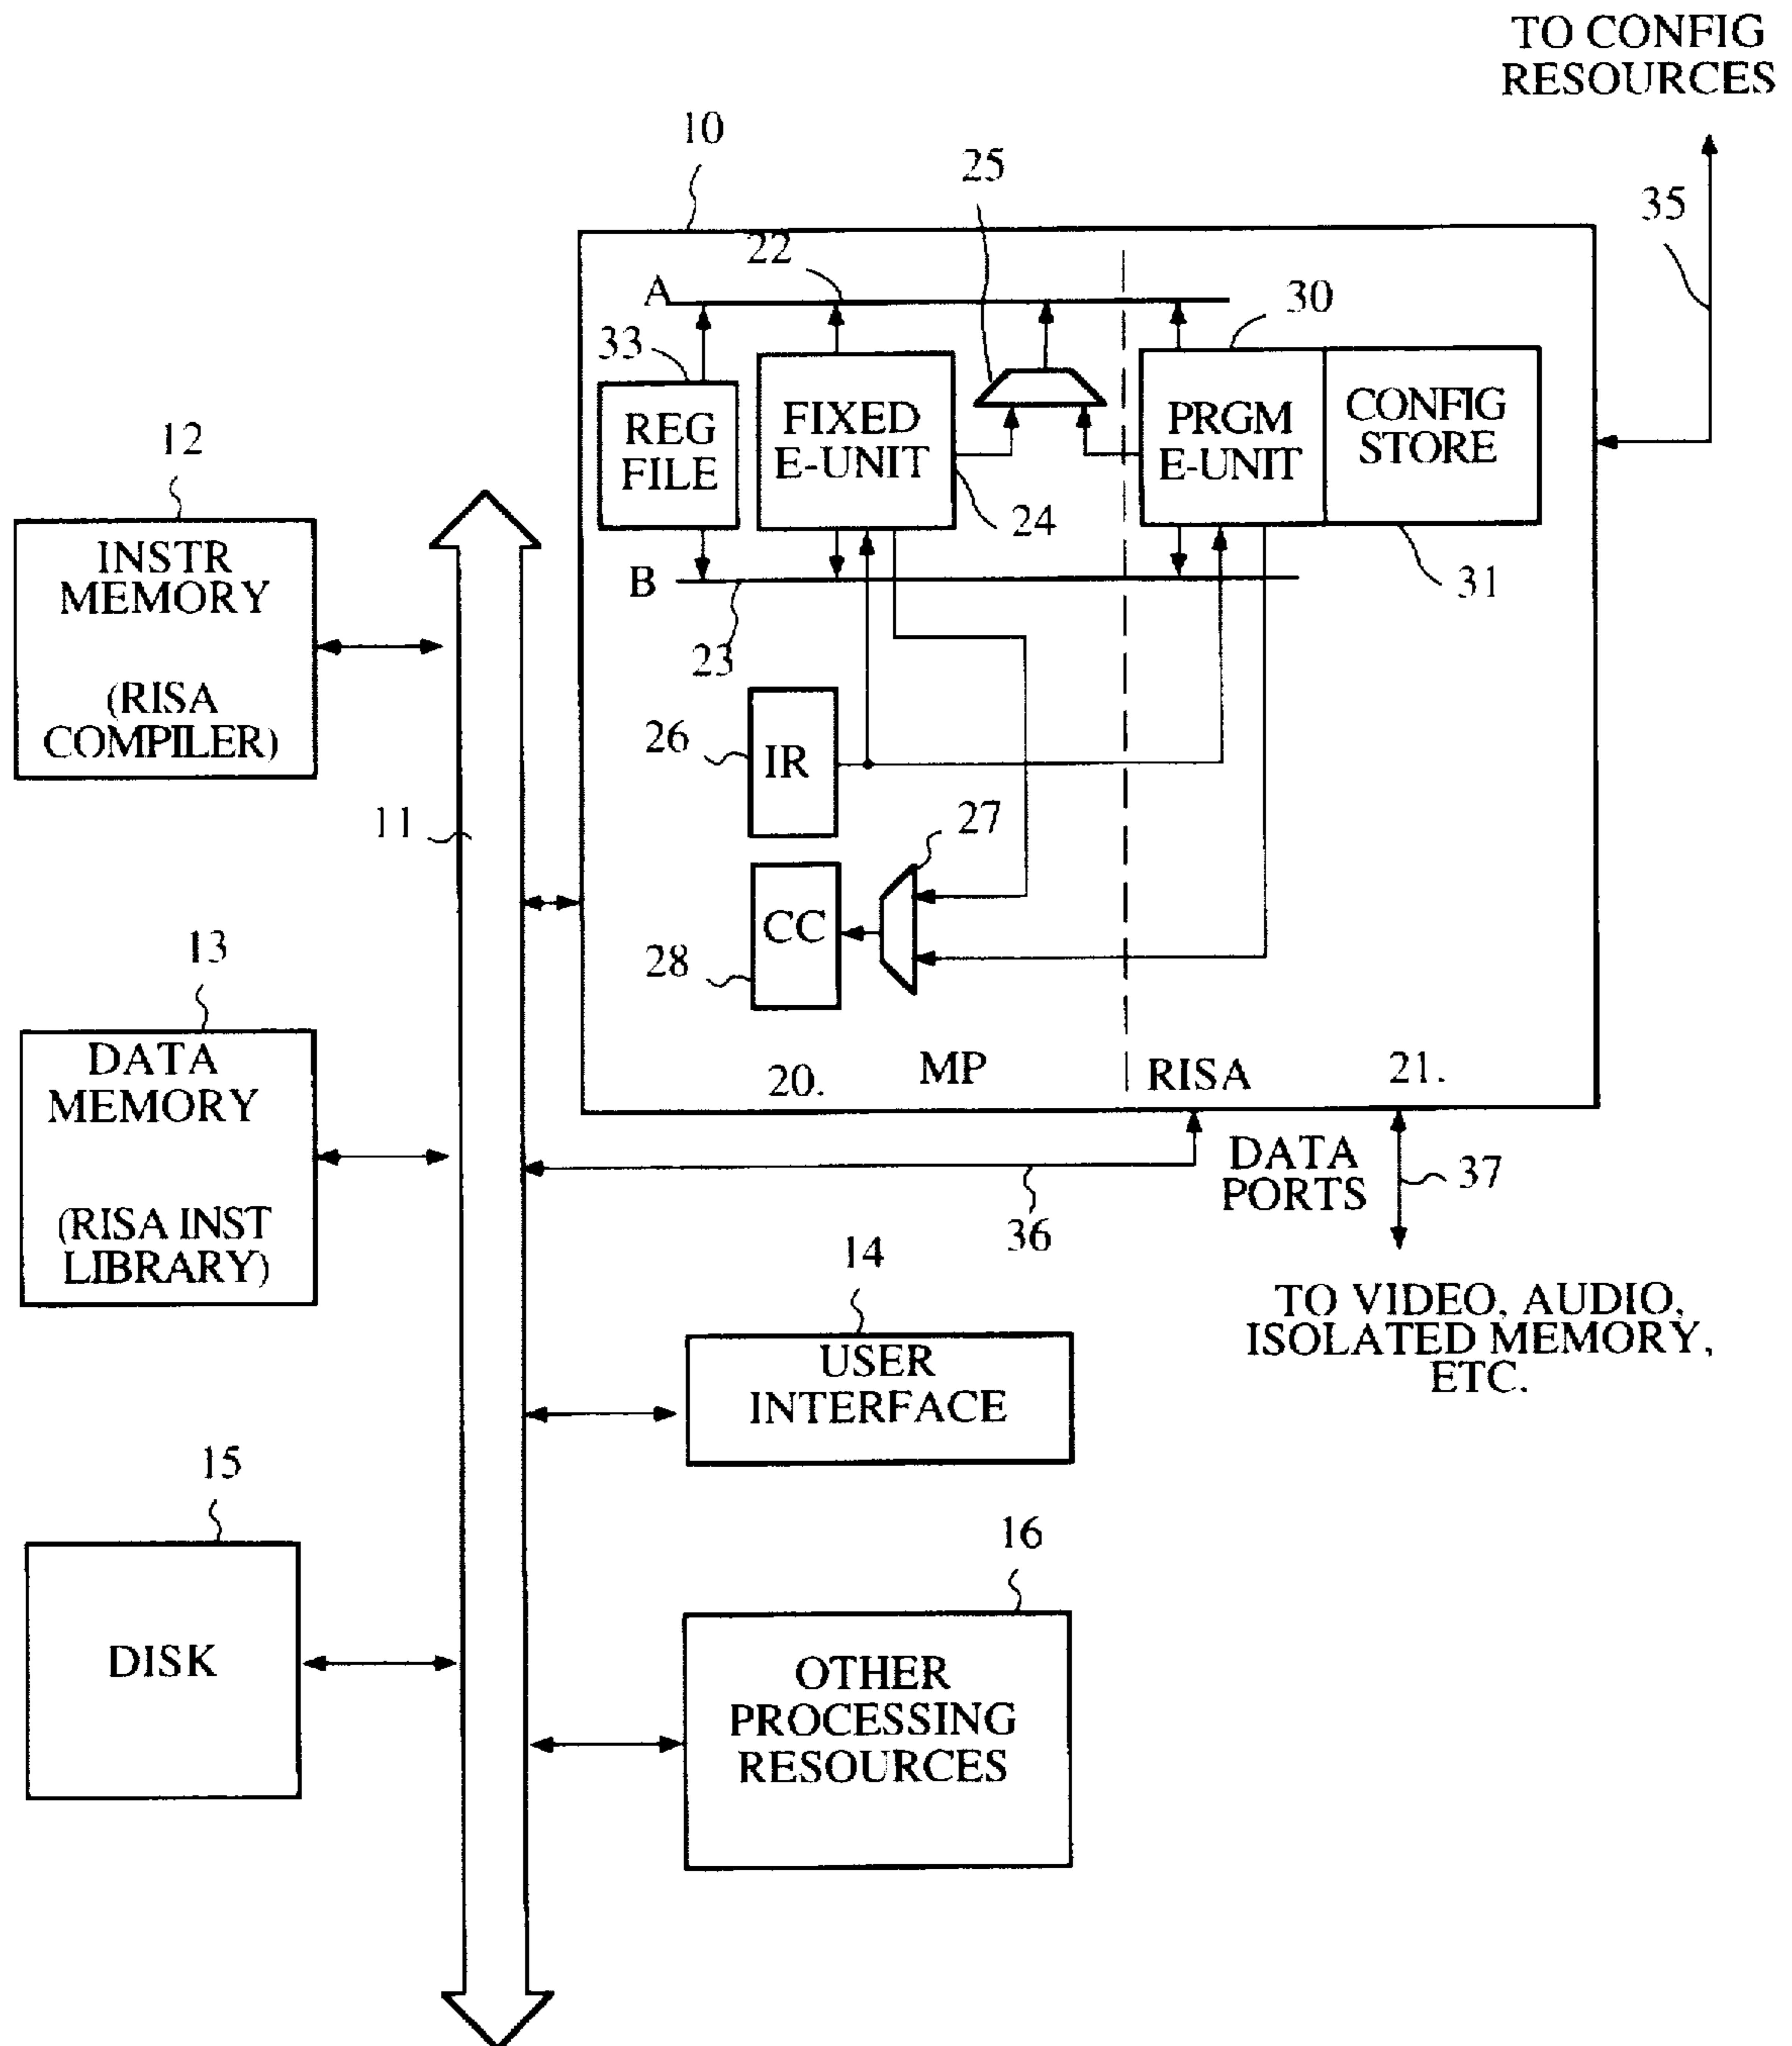 TO CONFIG
RESOURCES
10
25
35
22
A
30
33
REG
FILE
FIXED
E-UNIT
PRGM
E-UNIT
CONFIG
STORE
12
24
INSTR
MEMORY
(RISA
COMPILER)
B
31
23
26
IR
11
27
CC
28
13
DATA
MEMORY
(RISA INST
LIBRARY)
20.
MP
RISA
21.
DATA
PORTS
37
36
14
TO VIDEO, AUDIO,
ISOLATED MEMORY,
ETC.
USER
INTERFACE
15
DISK
16
OTHER
PROCESSING
RESOURCES